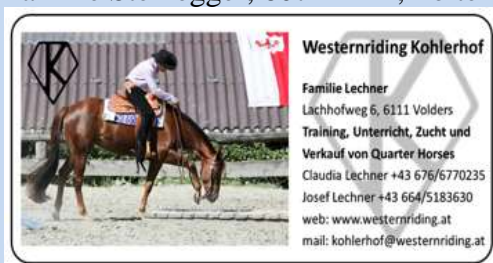 Westernriding Kohlerhof
Familie Lechner
Lachhofweg 6, 6111 Volders
Training, Unterricht, Zucht und
Verkauf von Quarter Horses
Claudia Lechner +43 676/6770235
Josef Lechner +43 664/5183630
web: www.westernriding.at
mail: kohlerhof@westernriding.at
K